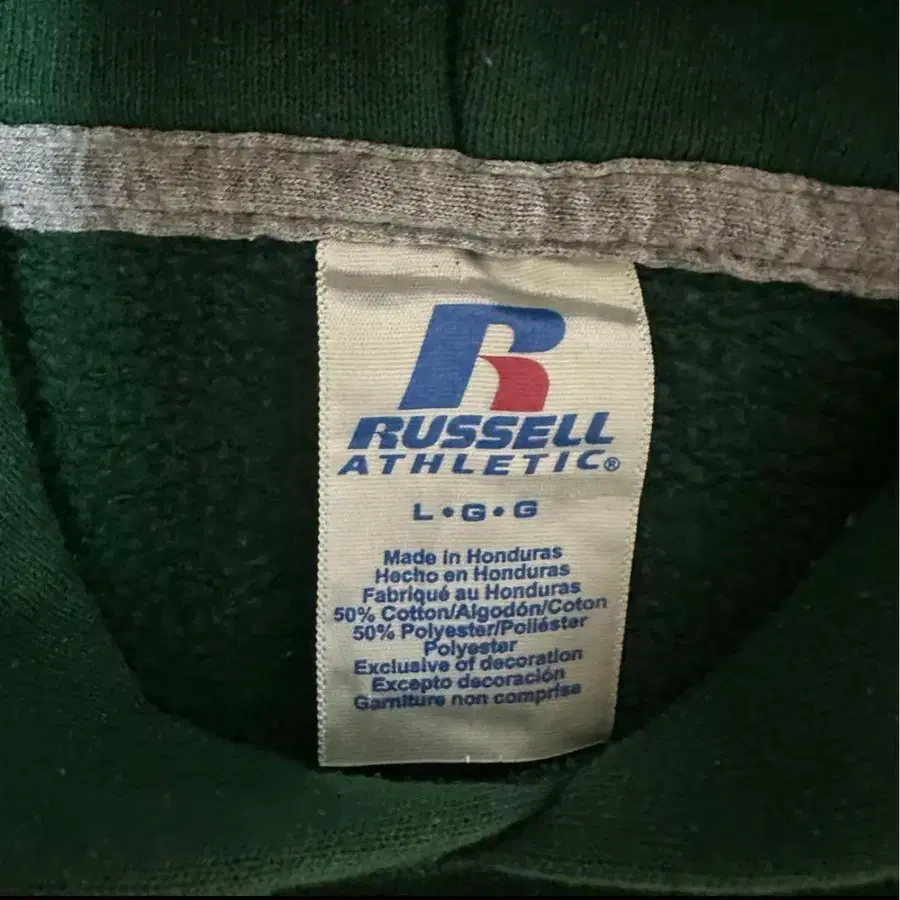 R
RUSSELL
ATHLETIC®
L•G•G
Made in Honduras
Hecho en Honduras
Fabriqué au Honduras
50% Cotton/Algodón/Coton
50% Polyester/Poliéster
Polyester
Exclusive of decoration
Excepto decoración
Garniture non comprise